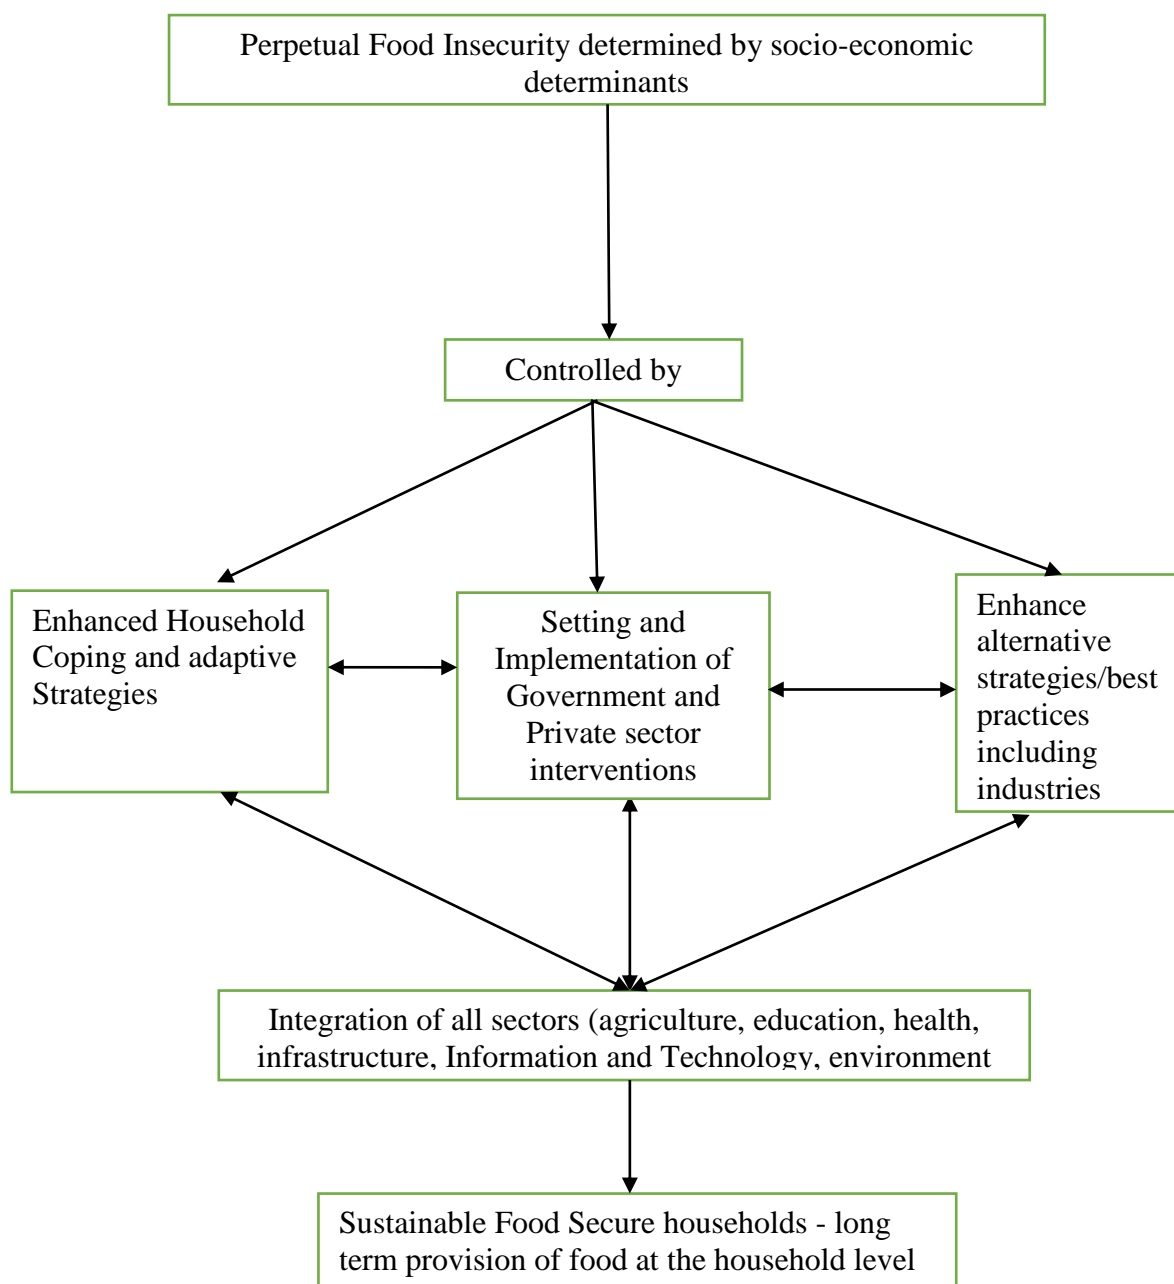 Perpetual Food Insecurity determined by socio-economic
determinants
Controlled by
Enhanced Household
Coping and adaptive
Strategies
Setting and
Implementation of
Government and
Private sector
interventions
Enhance
alternative
strategies/best
practices
including
industries
Integration of all sectors (agriculture, education, health,
infrastructure, Information and Technology, environment
Sustainable Food Secure households - long
term provision of food at the household level